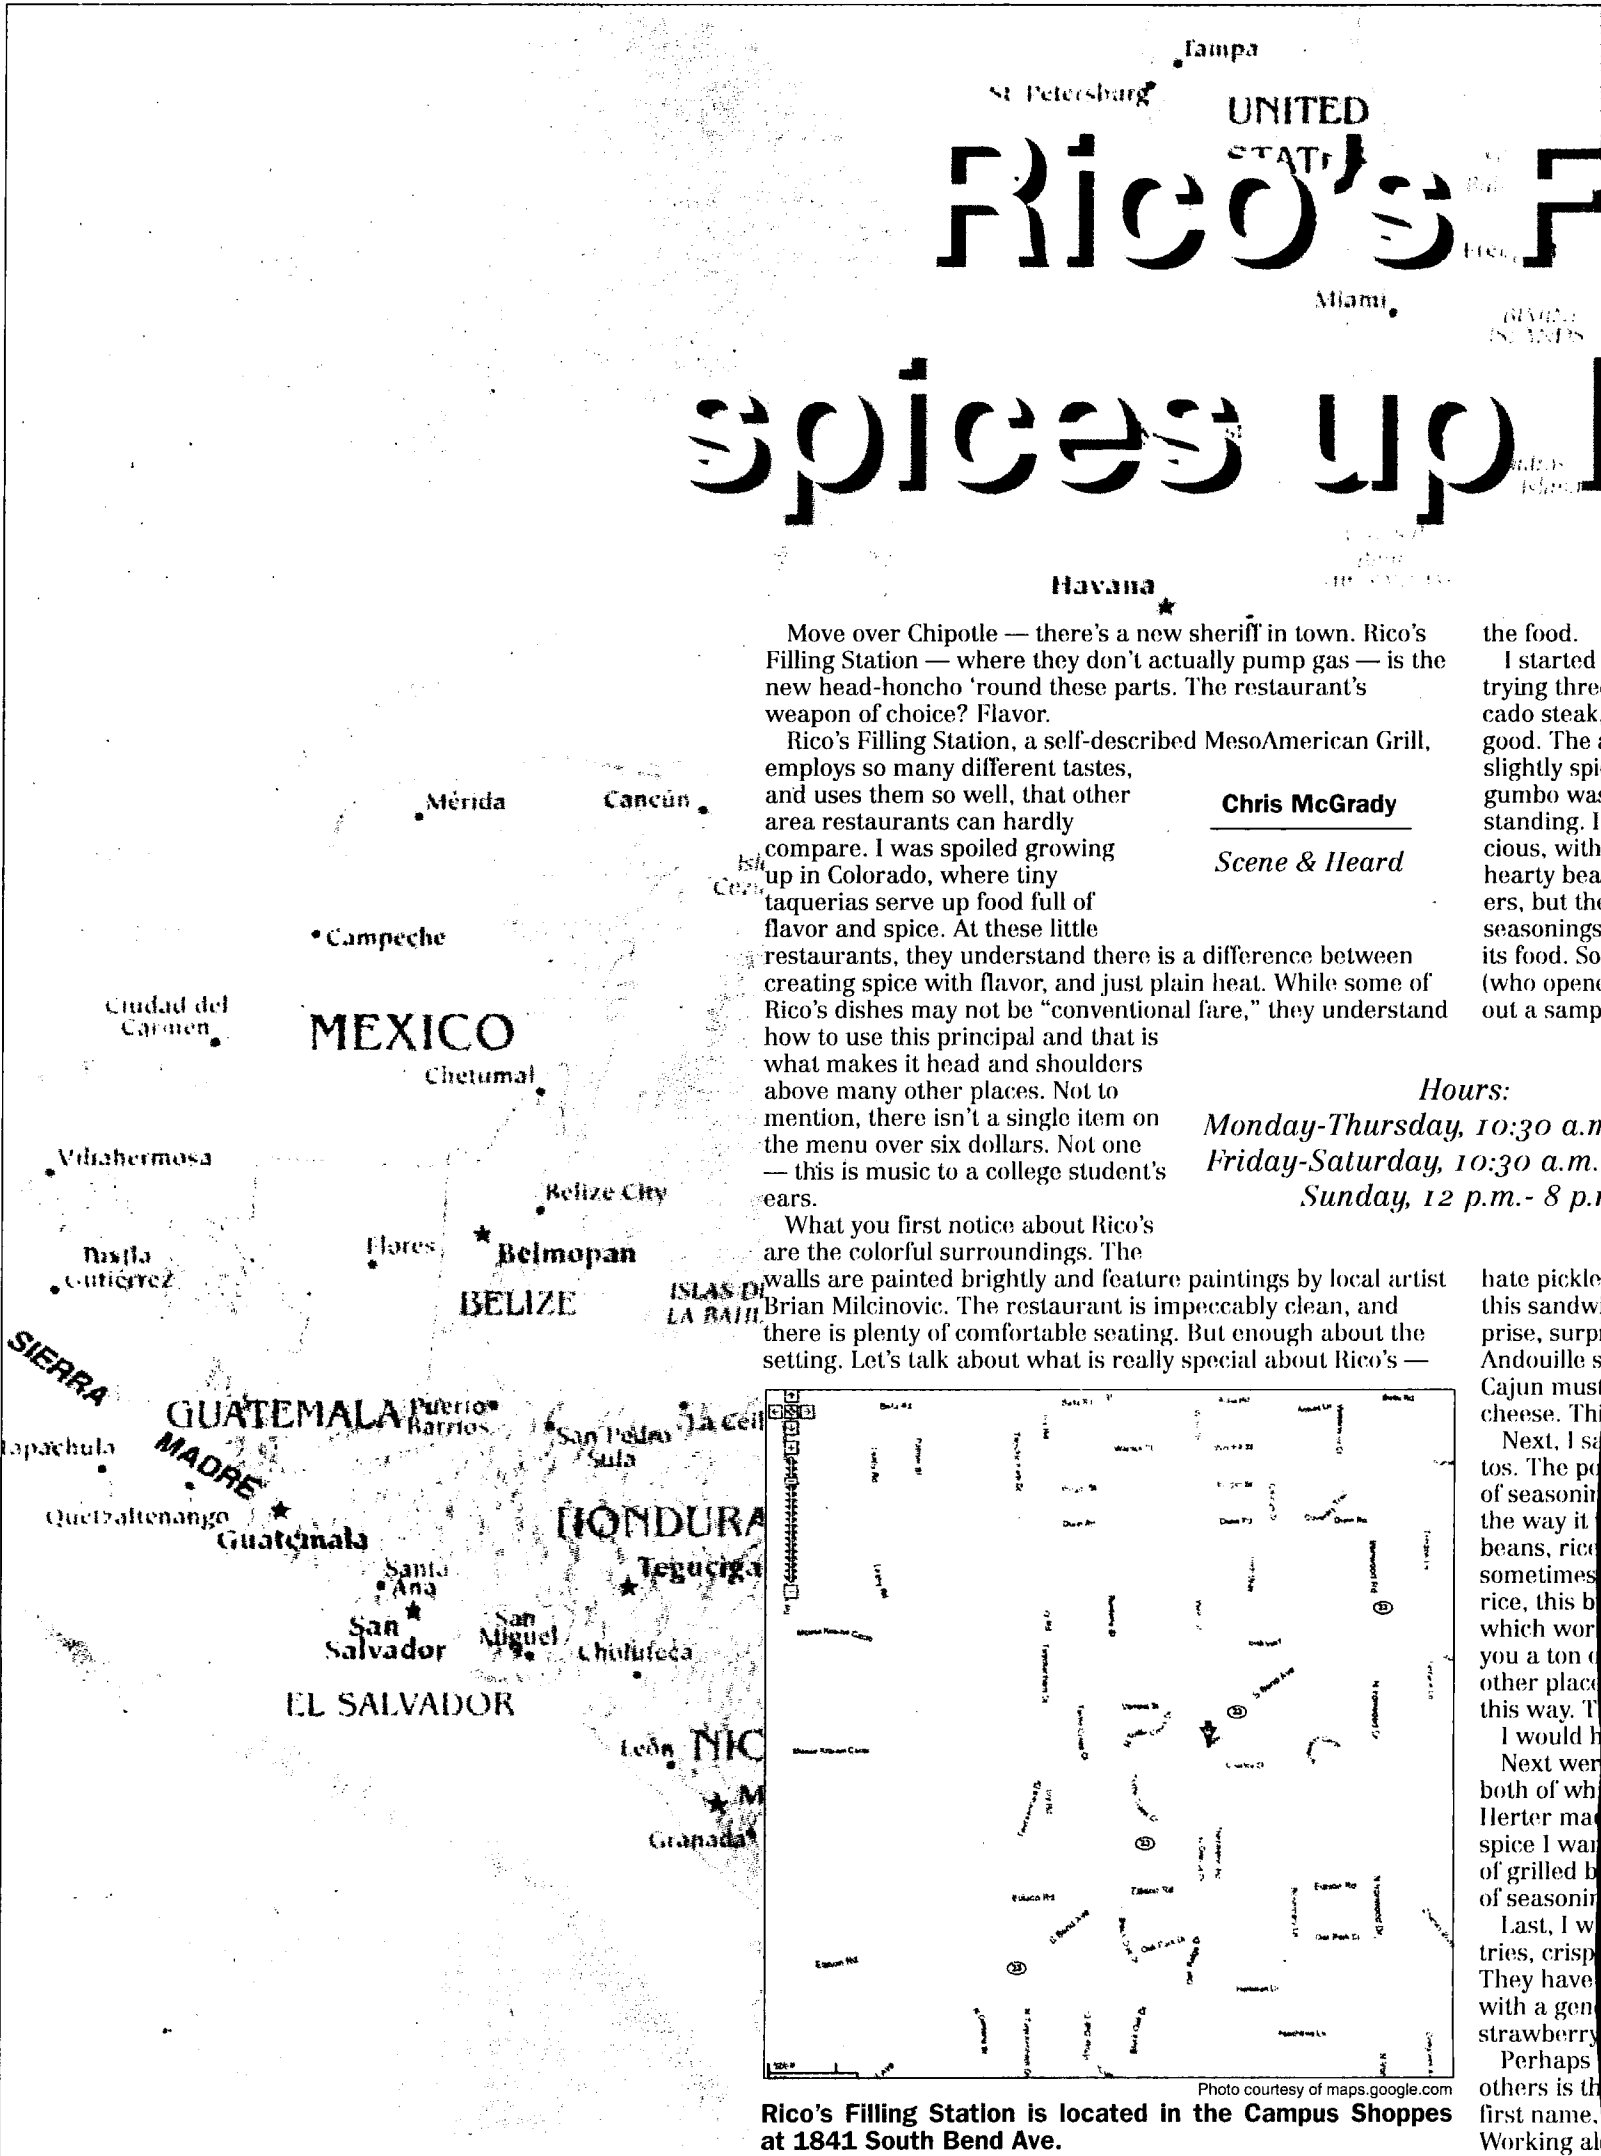 Tampa
St. Petersburg
UNITED
Rico's F
Miami
spices up
Havana
Move over Chipotle — there's a new sheriff in town. Rico's
Filling Station — where they don't actually pump gas — is the
new head-honcho 'round these parts. The restaurant's
weapon of choice? Flavor.
Rico's Filling Station, a self-described MesoAmerican Grill,
employs so many different tastes,
and uses them so well, that other
area restaurants can hardly
compare. I was spoiled growing
up in Colorado, where tiny
taquerias serve up food full of
flavor and spice. At these little
restaurants, they understand there is a difference between
creating spice with flavor, and just plain heat. While some of
Rico's dishes may not be "conventional fare," they understand
how to use this principal and that is
what makes it head and shoulders
above many other places. Not to
mention, there isn't a single item on
the menu over six dollars. Not one
— this is music to a college student's
ears.
What you first notice about Rico's
are the colorful surroundings. The
walls are painted brightly and feature paintings by local artist
Brian Milcinovic. The restaurant is impeccably clean, and
there is plenty of comfortable seating. But enough about the
setting. Let's talk about what is really special about Rico's —
Chris McGrady
Scene & Heard
Hours:
Monday-Thursday, 10:30 a.m
Friday-Saturday, 10:30 a.m.
Sunday, 12 p.m.- 8 p.
the food.
I started
trying thre
cado steak.
good. The
slightly spi
gumbo was
standing. I
cious, with
hearty bea
ers, but the
seasonings
its food. So
(who opene
out a samp
hate pickle
this sandwi
prise, surp
Andouille s
Cajun must
cheese. Thi
Next, I sa
tos. The po
of seasonin
the way it
beans, rice
sometimes
rice, this b
which wor
you a ton
other place
this way. T
I would h
Next wer
both of wh
Herter mad
spice I wan
of grilled b
of seasonin
Last, I w
tries, crisp
They have
with a gen
strawberry
Perhaps
others is th
first name.
Working al
Mérida
Cancún
Campeche
Ciudad del
Carmen
MEXICO
Chetumal
Villahermosa
Belize City
Flores
Belmopan
Tuxtla
Gutiérrez
BELIZE
ISLAS D
LA BAHI
SIERRA
MADRE
GUATEMALA
Puerto
Barrios
San Pedro
Sula
La Cei
Tapachula
Quetzaltenango
Guatemala
HONDURA
Teguciga
Santa
Ana
San
Salvador
San
Miguel
Choluteca
EL SALVADOR
León
NIC
M
Granada
Photo courtesy of maps.google.com
Rico's Filling Station is located in the Campus Shoppes
at 1841 South Bend Ave.